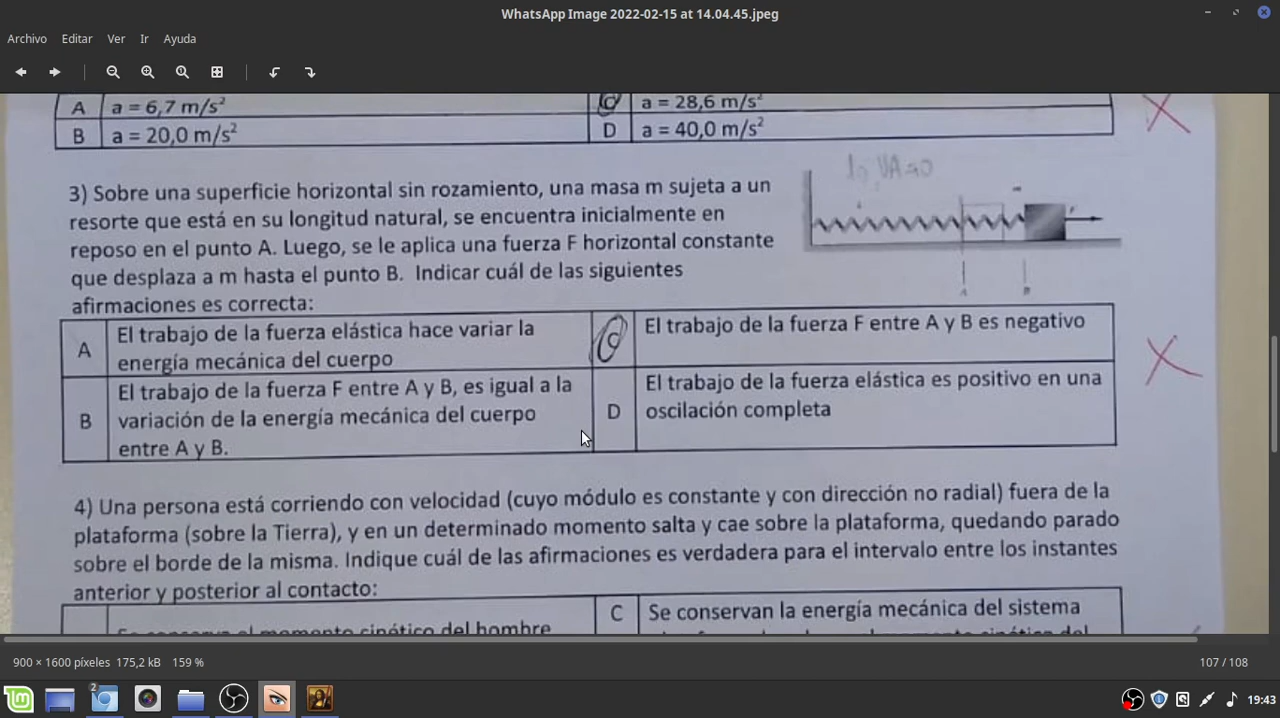 WhatsApp Image 2022-02-15 at 14.04.45.jpeg
Archivo Editar Ver Ir Ayuda
A a = 6,7 m/s² C a = 28,6 m/s²
B a = 20,0 m/s² D a = 40,0 m/s²
3) Sobre una superficie horizontal sin rozamiento, una masa m sujeta a un
resorte que está en su longitud natural, se encuentra inicialmente en
reposo en el punto A. Luego, se le aplica una fuerza F horizontal constante
que desplaza a m hasta el punto B. Indicar cuál de las siguientes
afirmaciones es correcta:
A B
A
El trabajo de la fuerza elástica hace variar la
energía mecánica del cuerpo
C
El trabajo de la fuerza F entre A y B es negativo
B
El trabajo de la fuerza F entre A y B, es igual a la
variación de la energía mecánica del cuerpo
entre A y B.
D
El trabajo de la fuerza elástica es positivo en una
oscilación completa
4) Una persona está corriendo con velocidad (cuyo módulo es constante y con dirección no radial) fuera de la
plataforma (sobre la Tierra), y en un determinado momento salta y cae sobre la plataforma, quedando parado
sobre el borde de la misma. Indique cuál de las afirmaciones es verdadera para el intervalo entre los instantes
anterior y posterior al contacto:
Se conserva el momento cinético del hombre
C Se conservan la energía mecánica del sistema
900 × 1600 píxeles 175,2 kB 159 %
107 / 108
2
19:43